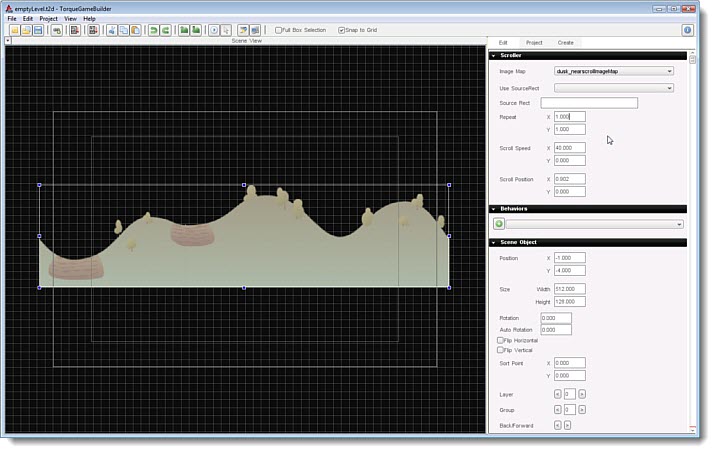 emptyLevel.t2d - TorqueGameBuilder
File Edit Project Debug Help
Full Box Selection Snap to Grid
Scene View
Edit Project Create
Scroller
Image Map dusk_nearscrollImageMap
Use SourceRect
Source Rect
Repeat X 1.000
Y 1.000
Scroll Speed X 40.000
Y 0.000
Scroll Position X 0.902
Y 0.000
Behaviors
Scene Object
Position X -1.000
Y -4.000
Size Width 512.000
Height 128.000
Rotation 0.000
Auto Rotation 0.000
Flip Horizontal
Flip Vertical
Sort Point X 0.000
Y 0.000
Layer 0
Group 0
Back/Forward